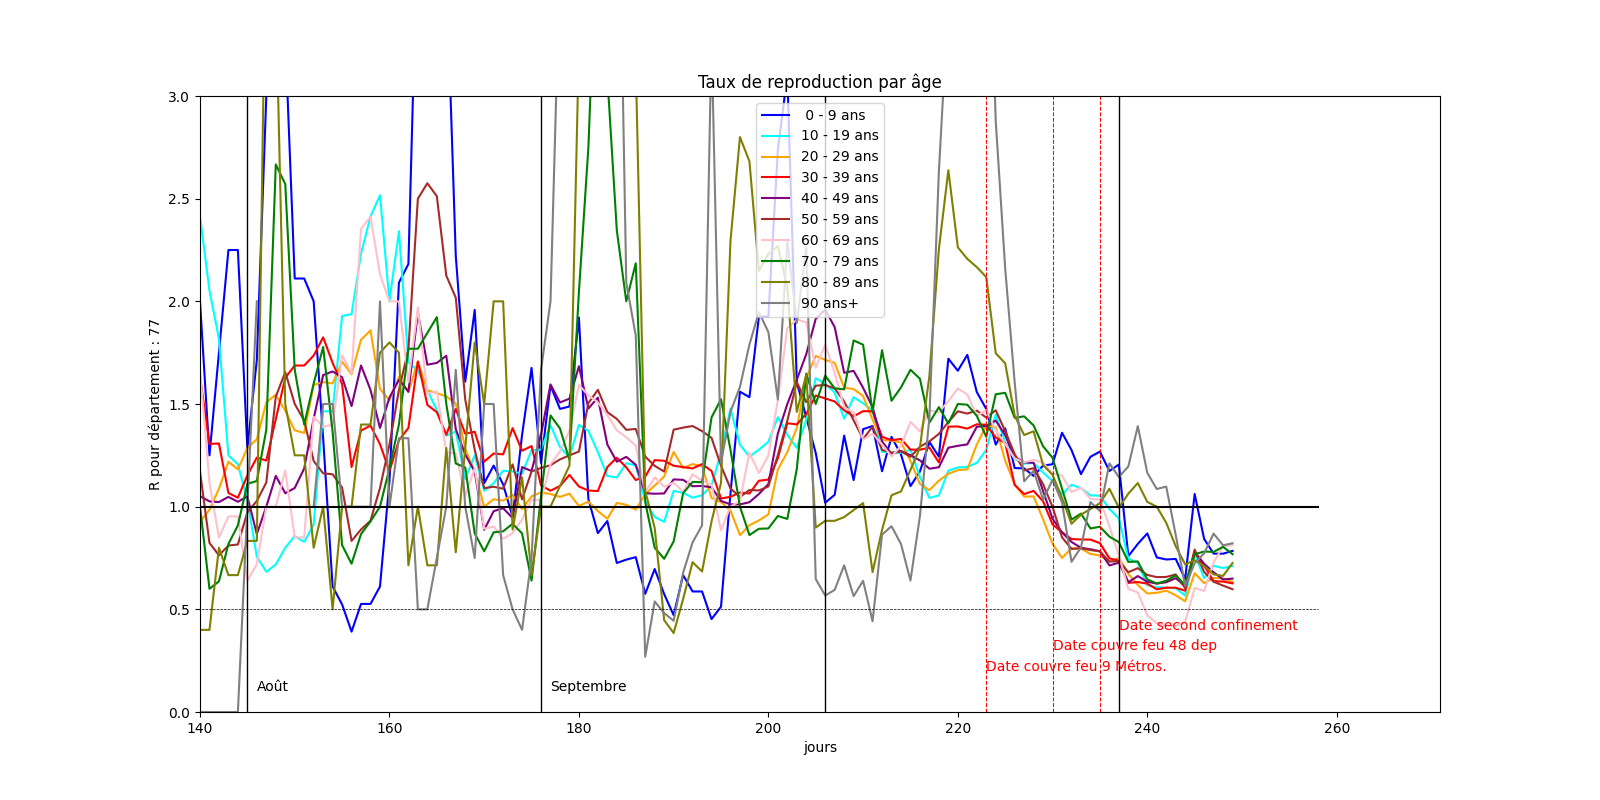 Taux de reproduction par âge
R pour département : 77
3.0
2.5
2.0
1.5
1.0
0.5
0.0
0 - 9 ans
10 - 19 ans
20 - 29 ans
30 - 39 ans
40 - 49 ans
50 - 59 ans
60 - 69 ans
70 - 79 ans
80 - 89 ans
90 ans+
Date second confinement
Date couvre feu 48 dep
Date couvre feu 9 Métros.
Août
Septembre
140 160 180 200 220 240 260
jours